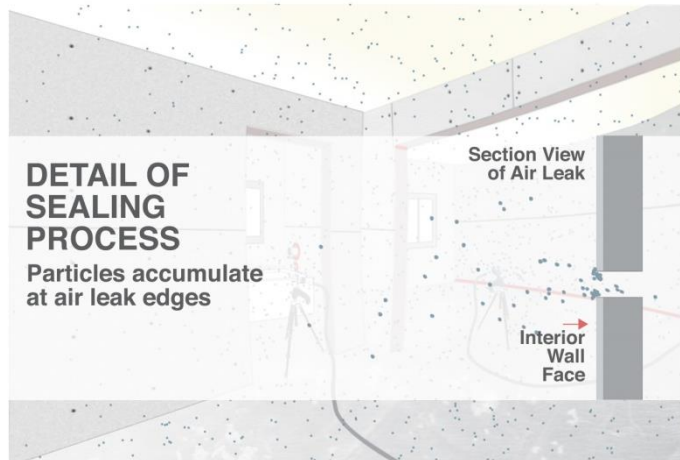 DETAIL OF
SEALING
PROCESS
Particles accumulate
at air leak edges
Section View
of Air Leak
Interior
Wall
Face